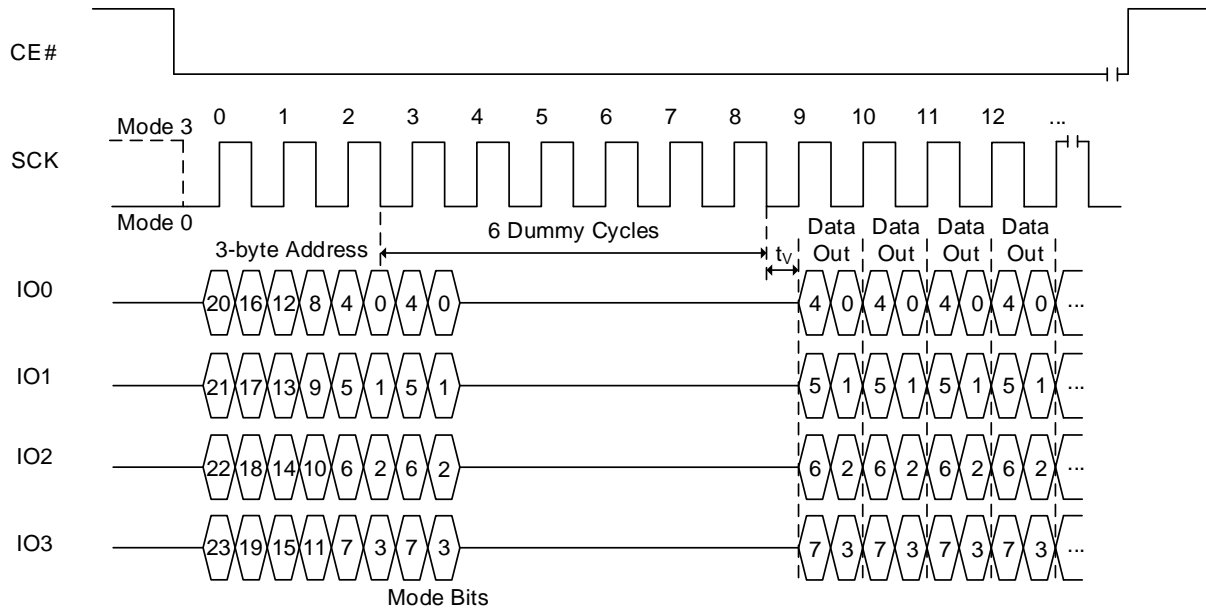 CE#
0 1 2 3 4 5 6 7 8 9 10 11 12 ...
Mode 3
SCK
Mode 0
6 Dummy Cycles
Data Data Data Data
3-byte Address
tV
Out Out Out Out
IO0
20 16 12 8 4 0 4 0 4 0 4 0 4 0 4 0 ...
IO1
21 17 13 9 5 1 5 1 5 1 5 1 5 1 5 1 ...
IO2
22 18 14 10 6 2 6 2 6 2 6 2 6 2 6 2 ...
IO3
23 19 15 11 7 3 7 3 7 3 7 3 7 3 7 3 ...
Mode Bits